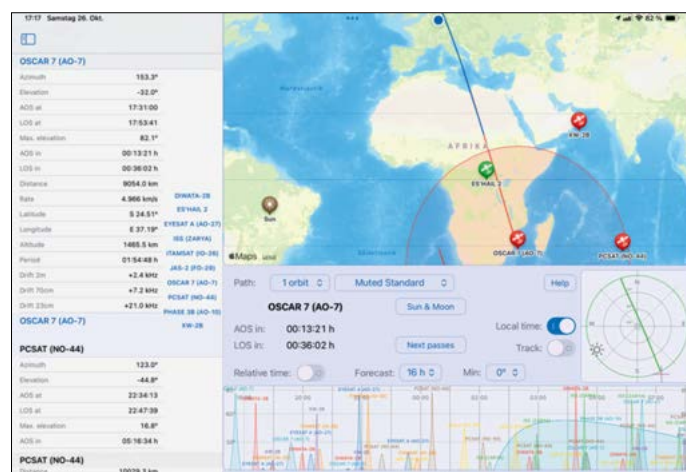 17:17 Samstag 26. Okt.
82 %
OSCAR 7 (AO-7)
Azimuth 153.3°
Elevation -32.0°
AOS at 17:31:00
LOS at 17:53:41
Max. elevation 82.1°
AOS in 00:13:21 h
LOS in 00:36:02 h
Distance 9054.0 km
Rate 4.966 km/s
Latitude S 24.51°
Longitude E 37.19°
Altitude 1465.5 km
Period 01:54:48 h
Drift 2m +2.4 kHz
Drift 70cm +7.2 kHz
Drift 23cm +21.0 kHz
OSCAR 7 (AO-7)
PCSAT (NO-44)
Azimuth 123.0°
Elevation -44.8°
AOS at 22:34:13
LOS at 22:47:39
Max. elevation 16.8°
AOS in 05:16:34 h
PCSAT (NO-44)
DIWATA-2B
ES'HAIL 2
EYESAT A (AO-27)
ISS (ZARYA)
ITAMSAT (IO-26)
JAS-2 (FO-29)
OSCAR 7 (AO-7)
PCSAT (NO-44)
PHASE 3B (AO-10)
XW-2B
AFRIKA
XW-2B
ES'HAIL 2
Sun
OSCAR 7 (AO-7)
PCSAT (NO-44)
Maps
Path: 1 orbit Muted Standard Help
OSCAR 7 (AO-7) Sun & Moon
AOS in: 00:13:21 h
LOS in: 00:36:02 h
Next passes
Local time:
Track:
Relative time: Forecast: 16 h Min: 0°